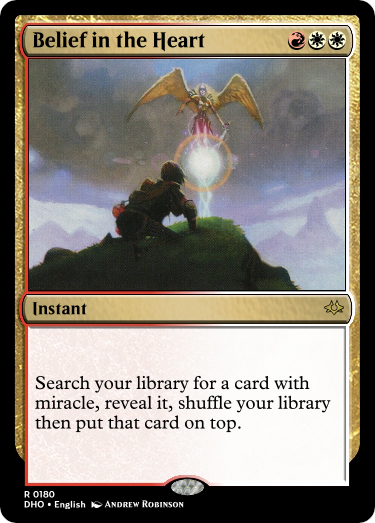 Belief in the Heart
Instant
Search your library for a card with
miracle, reveal it, shuffle your library
then put that card on top.
R 0180
DHO • English Andrew Robinson